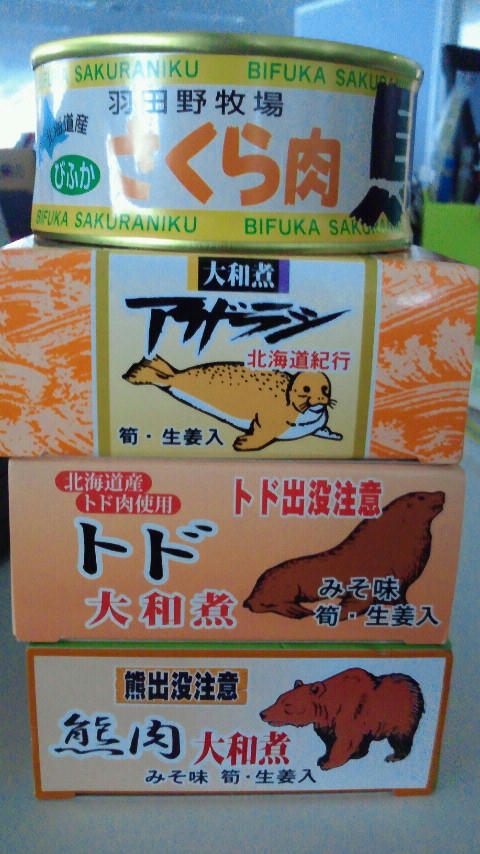 BIFUKA SAKURANIKU BIFUKA SAKU
羽田野牧場
北海道産
びふか
さくら肉
BIFUKA SAKURANIKU BIFUKA SAKU
大和煮
アザラシ
北海道紀行
筍・生姜入
北海道産
トド肉使用
トド出没注意
トド
大和煮
みそ味
筍・生姜入
熊出没注意
熊肉 大和煮
みそ味 筍・生姜入